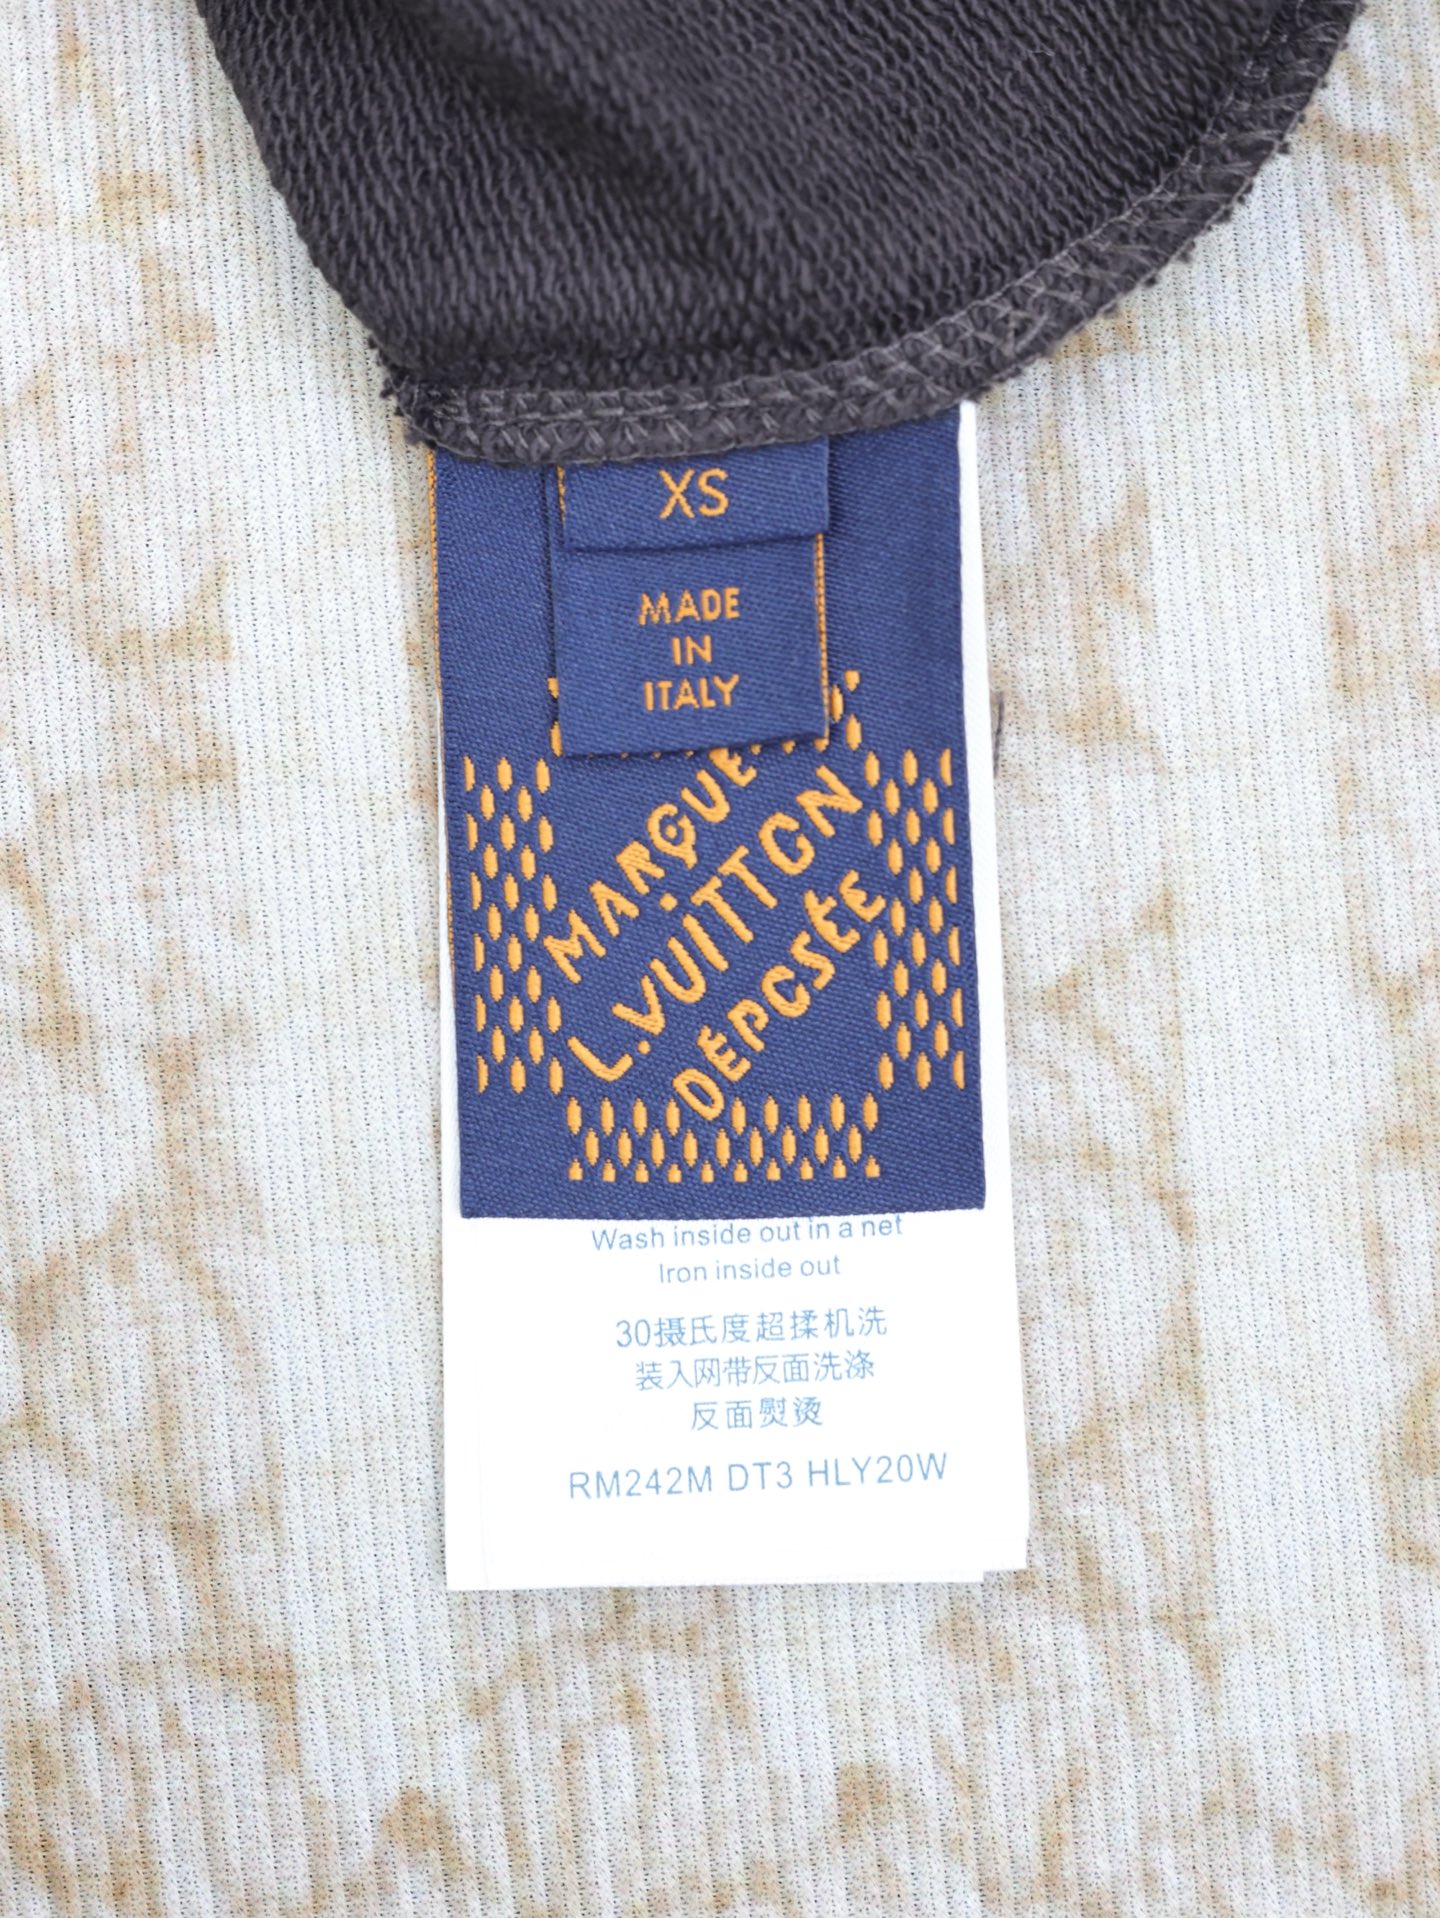 XS
MADE
IN
ITALY
MARQUE
L.VUITTON
DÉPOSÉE
Wash inside out in a net
Iron inside out
30摄氏度超揉机洗
装入网带反面洗涤
反面熨烫
RM242M DT3 HLY20W